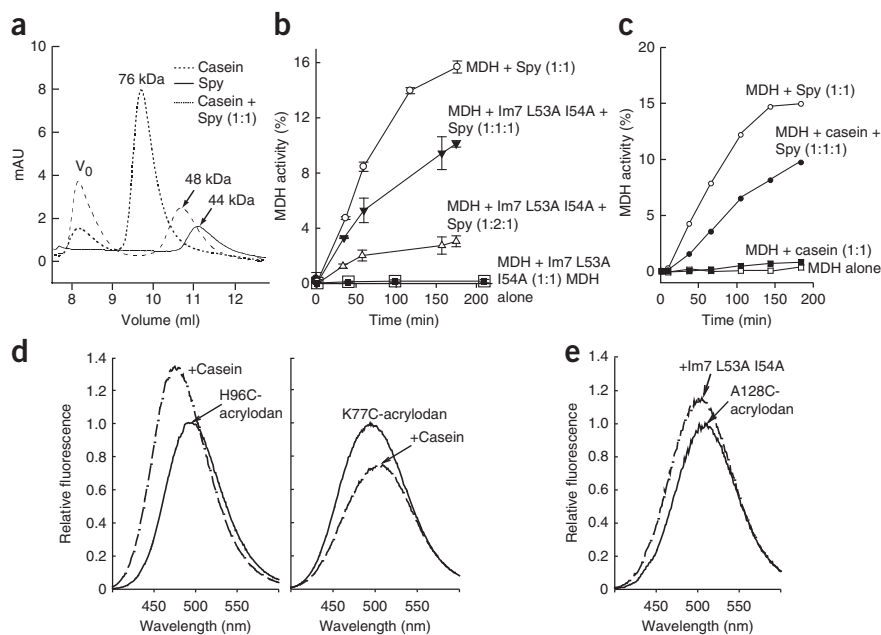 a
mAU
10
8
6
4
2
0
8
9
10
11
12
Volume (ml)
V0
76 kDa
48 kDa
44 kDa
Casein
Spy
Casein +
Spy (1:1)
b
MDH activity (%)
16
12
8
4
0
0
50
100
150
200
Time (min)
MDH + Spy (1:1)
MDH + Im7 L53A I54A +
Spy (1:1:1)
MDH + Im7 L53A I54A +
Spy (1:2:1)
MDH + Im7 L53A
I54A (1:1) MDH
alone
c
MDH activity (%)
20
15
10
5
0
0
50
100
150
200
Time (min)
MDH + Spy (1:1)
MDH + casein +
Spy (1:1:1)
MDH + casein (1:1)
MDH alone
d
Relative fluorescence
1.4
1.2
1.0
0.8
0.6
0.4
0.2
0
450
500
550
Wavelength (nm)
+Casein
H96C-
acrylodan
450
500
550
Wavelength (nm)
K77C-acrylodan
+Casein
e
Relative fluorescence
1.4
1.2
1.0
0.8
0.6
0.4
0.2
0
450
500
550
Wavelength (nm)
+Im7 L53A I54A
A128C-
acrylodan